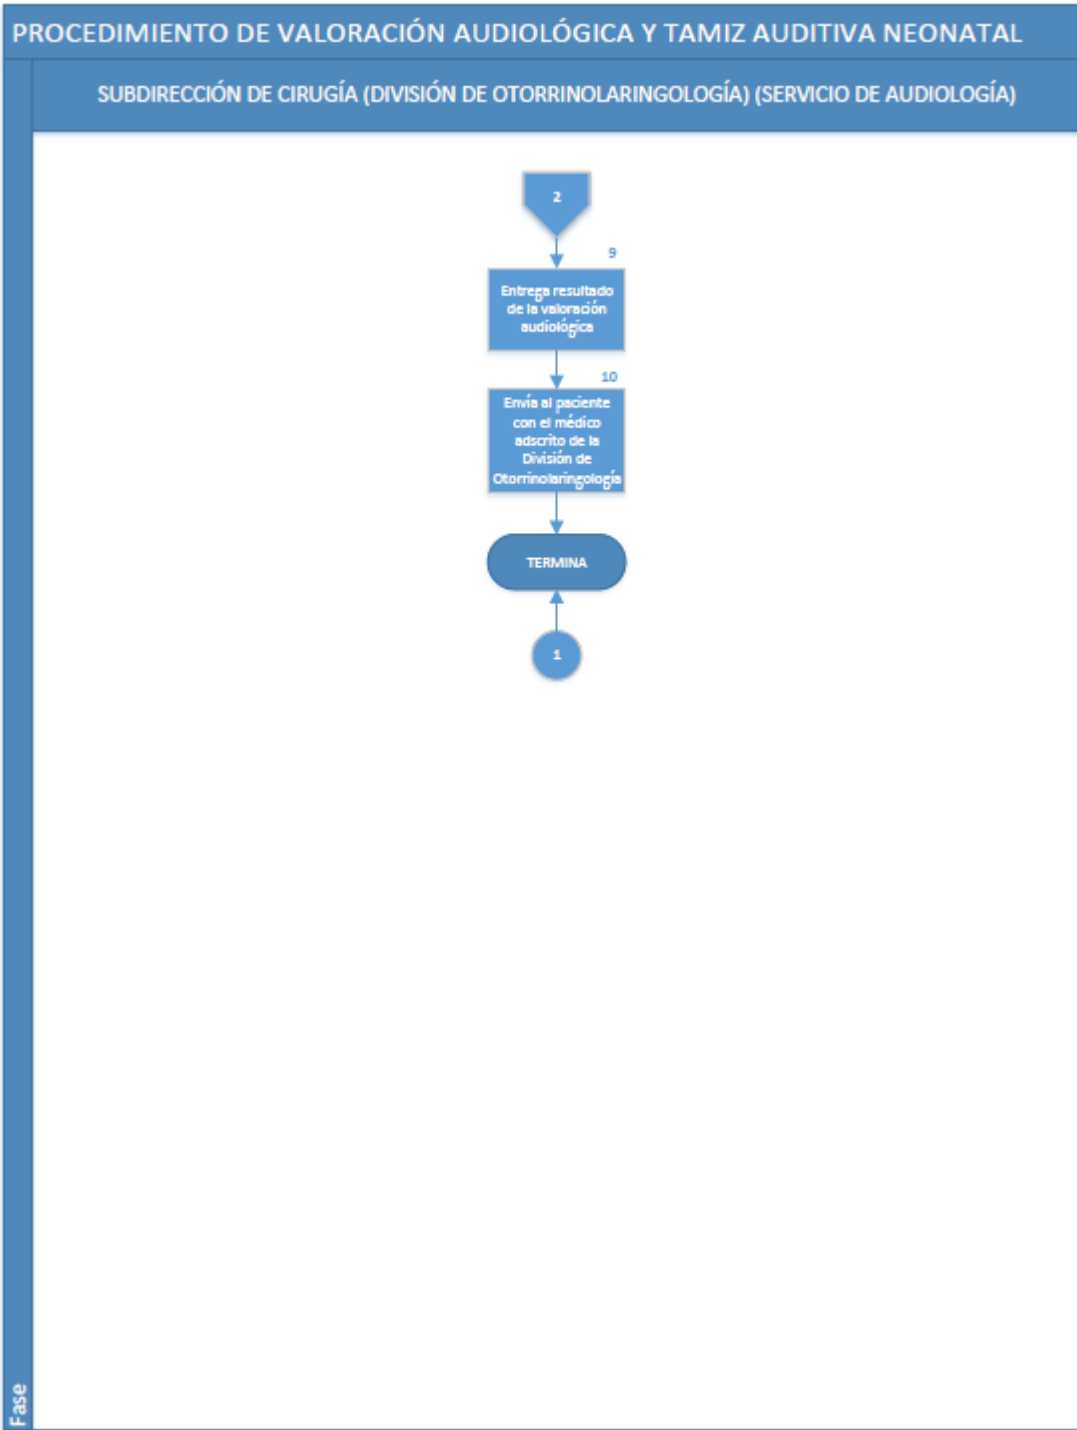 PROCEDIMIENTO DE VALORACIÓN AUDIOLÓGICA Y TAMIZ AUDITIVA NEONATAL
SUBDIRECCIÓN DE CIRUGÍA (DIVISIÓN DE OTORRINOLARINGOLOGÍA) (SERVICIO DE AUDIOLOGÍA)
2
9
Entrega resultado
de la valoración
audiológica
10
Envía al paciente
con el médico
adscrito de la
División de
Otorrinolaringología
TERMINA
1
Fase